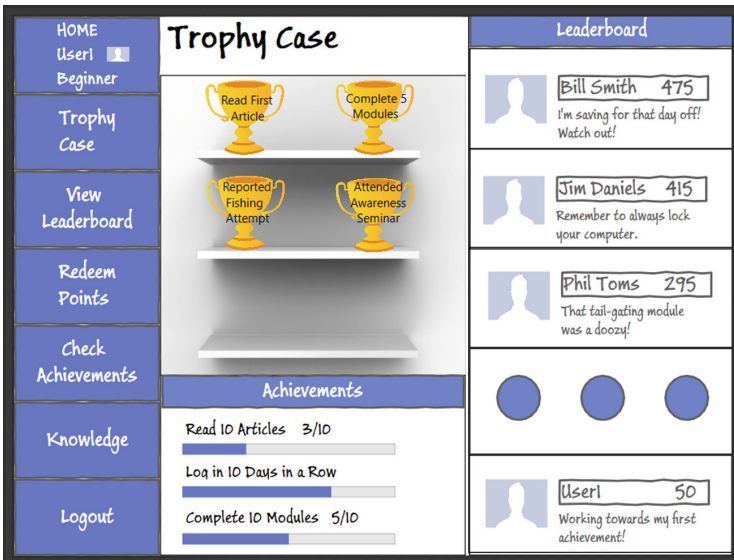 HOME
User1
Beginner
Trophy
Case
View
Leaderboard
Redeem
Points
Check
Achievements
Knowledge
Logout
Trophy Case
Read First
Article
Complete 5
Modules
Reported
Fishing
Attempt
Attended
Awareness
Seminar
Achievements
Read 10 Articles 3/10
Log in 10 Days in a Row
Complete 10 Modules 5/10
Leaderboard
Bill Smith 475
I'm saving for that day off!
Watch out!
Jim Daniels 415
Remember to always lock
your computer.
Phil Toms 295
That tail-gating module
was a doozy!
User1 50
Working towards my first
achievement!